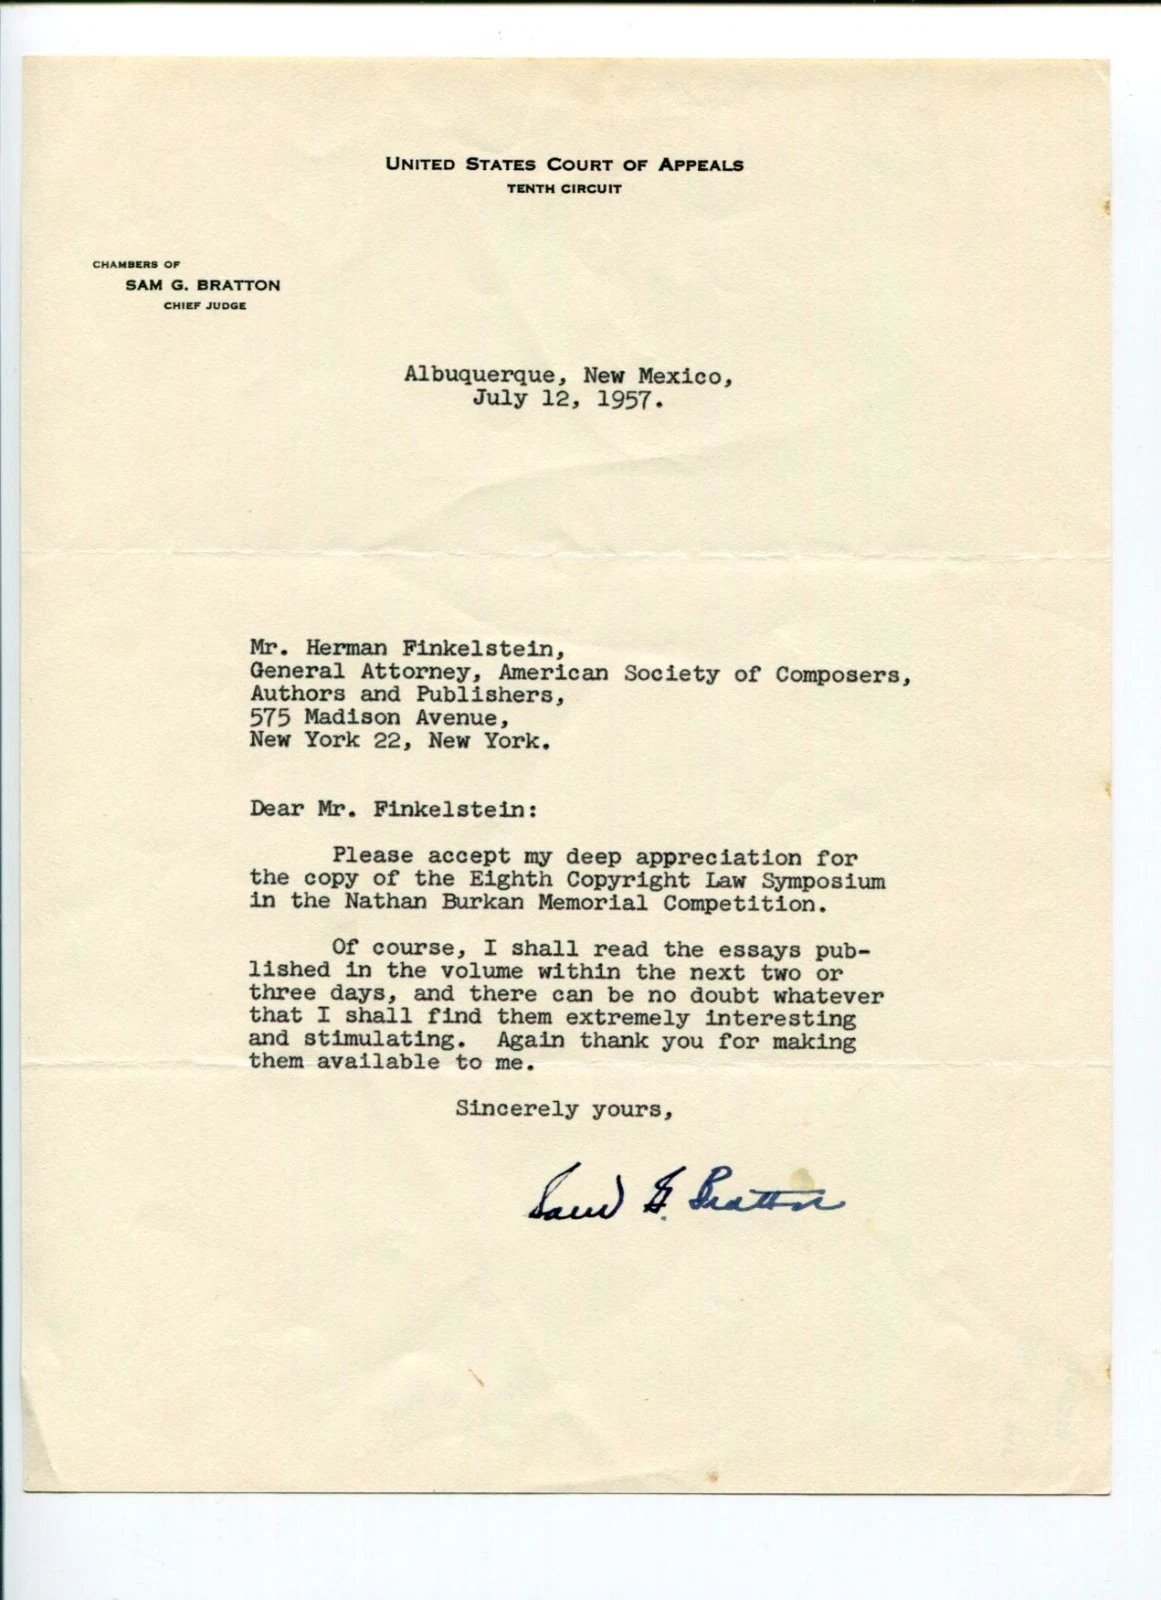 UNITED STATES COURT OF APPEALS
TENTH CIRCUIT
CHAMBERS OF
SAM G. BRATTON
CHIEF JUDGE
Albuquerque, New Mexico,
July 12, 1957.
Mr. Herman Finkelstein,
General Attorney, American Society of Composers,
Authors and Publishers,
575 Madison Avenue,
New York 22, New York.
Dear Mr. Finkelstein:
Please accept my deep appreciation for
the copy of the Eighth Copyright Law Symposium
in the Nathan Burkan Memorial Competition.
Of course, I shall read the essays pub-
lished in the volume within the next two or
three days, and there can be no doubt whatever
that I shall find them extremely interesting
and stimulating. Again thank you for making
them available to me.
Sincerely yours,
Sam G. Bratton